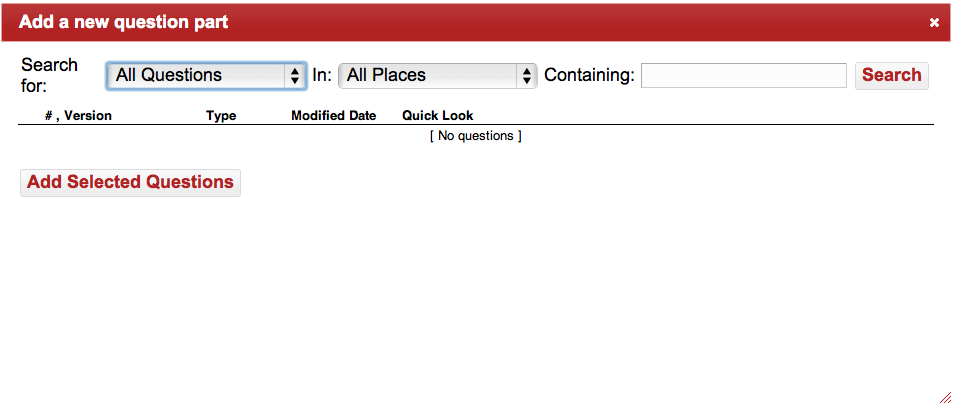 Add a new question part
Search for: All Questions In: All Places Containing: Search
# , Version Type Modified Date Quick Look
[ No questions ]
Add Selected Questions